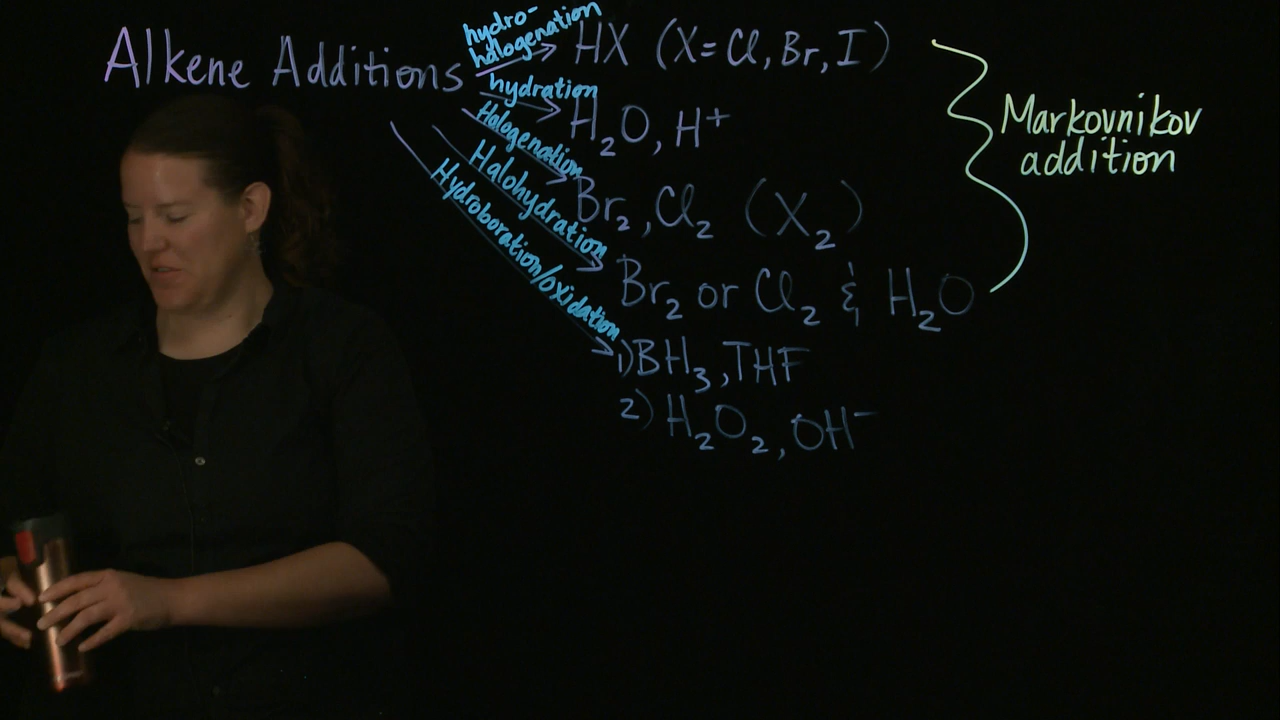 Alkene Additions
hydro-
halogenation
HX (X=Cl, Br, I)
hydration
H₂O, H⁺
Halogenation
Br₂, Cl₂ (X₂)
Halohydration
Br₂ or Cl₂ & H₂O
Hydroboration/oxidation
1) BH₃, THF
2) H₂O₂, OH⁻
Markovnikov
addition